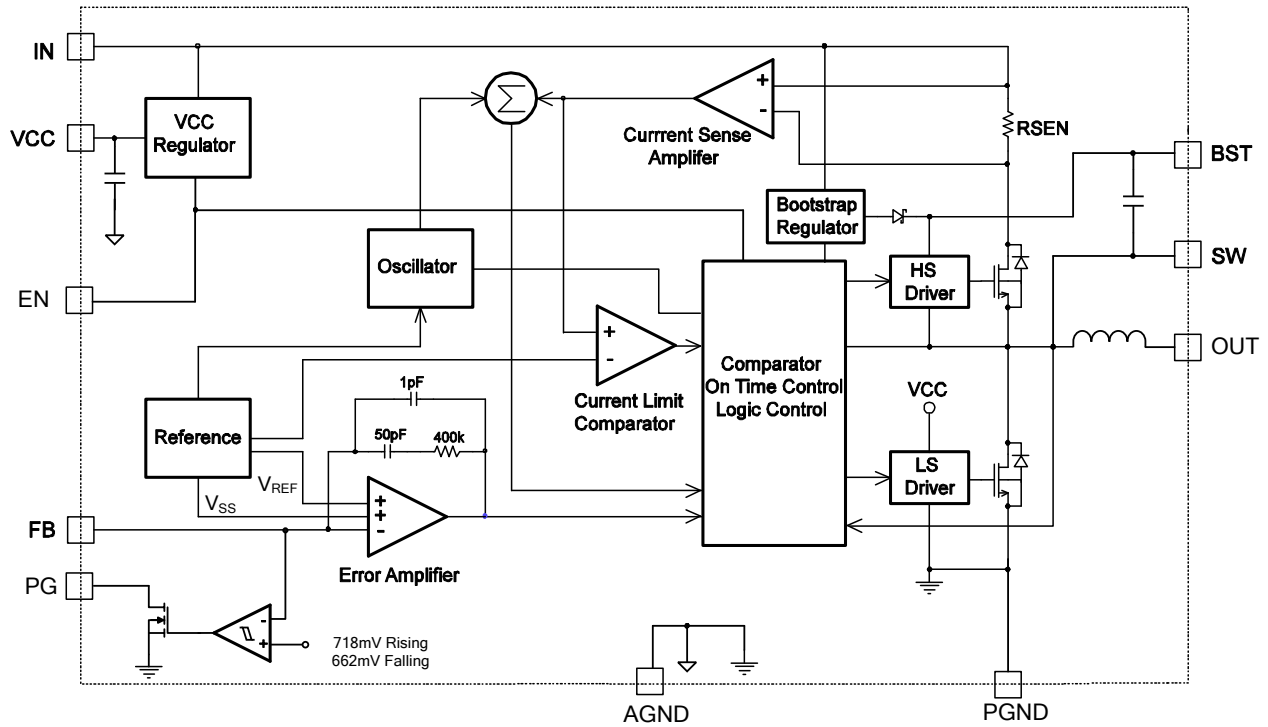 IN
VCC
Regulator
VCC
Σ
+
-
Currrent Sense
Amplifer
RSEN
BST
Bootstrap
Regulator
Oscillator
HS
Driver
SW
EN
+
-
Current Limit
Comparator
Comparator
On Time Control
Logic Control
OUT
VCC
1pF
50pF
400k
Reference
LS
Driver
VREF
VSS
+
+
-
FB
Error Amplifier
PG
-
+
718mV Rising
662mV Falling
AGND
PGND